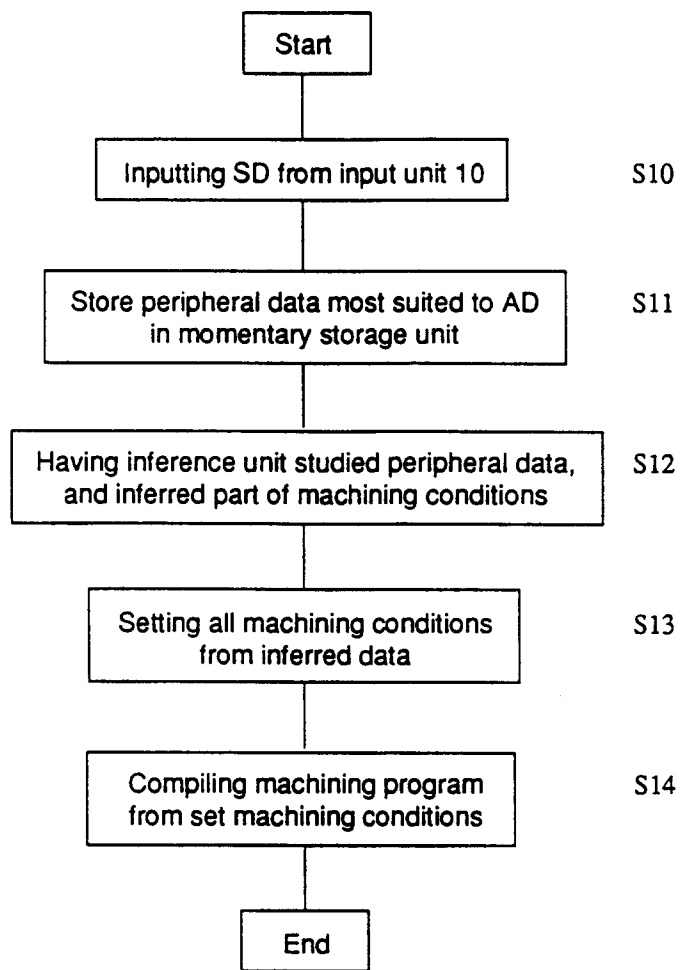 Start
Inputting SD from input unit 10 S10
Store peripheral data most suited to AD S11
in momentary storage unit
Having inference unit studied peripheral data, S12
and inferred part of machining conditions
Setting all machining conditions S13
from inferred data
Compiling machining program S14
from set machining conditions
End